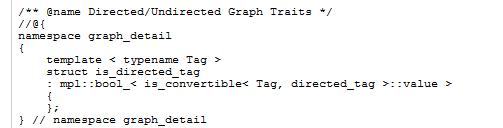 /** @name Directed/Undirected Graph Traits */
//@{
namespace graph_detail
{
    template < typename Tag >
    struct is_directed_tag
    : mpl::bool_< is_convertible< Tag, directed_tag >::value >
    {
    };
} // namespace graph_detail